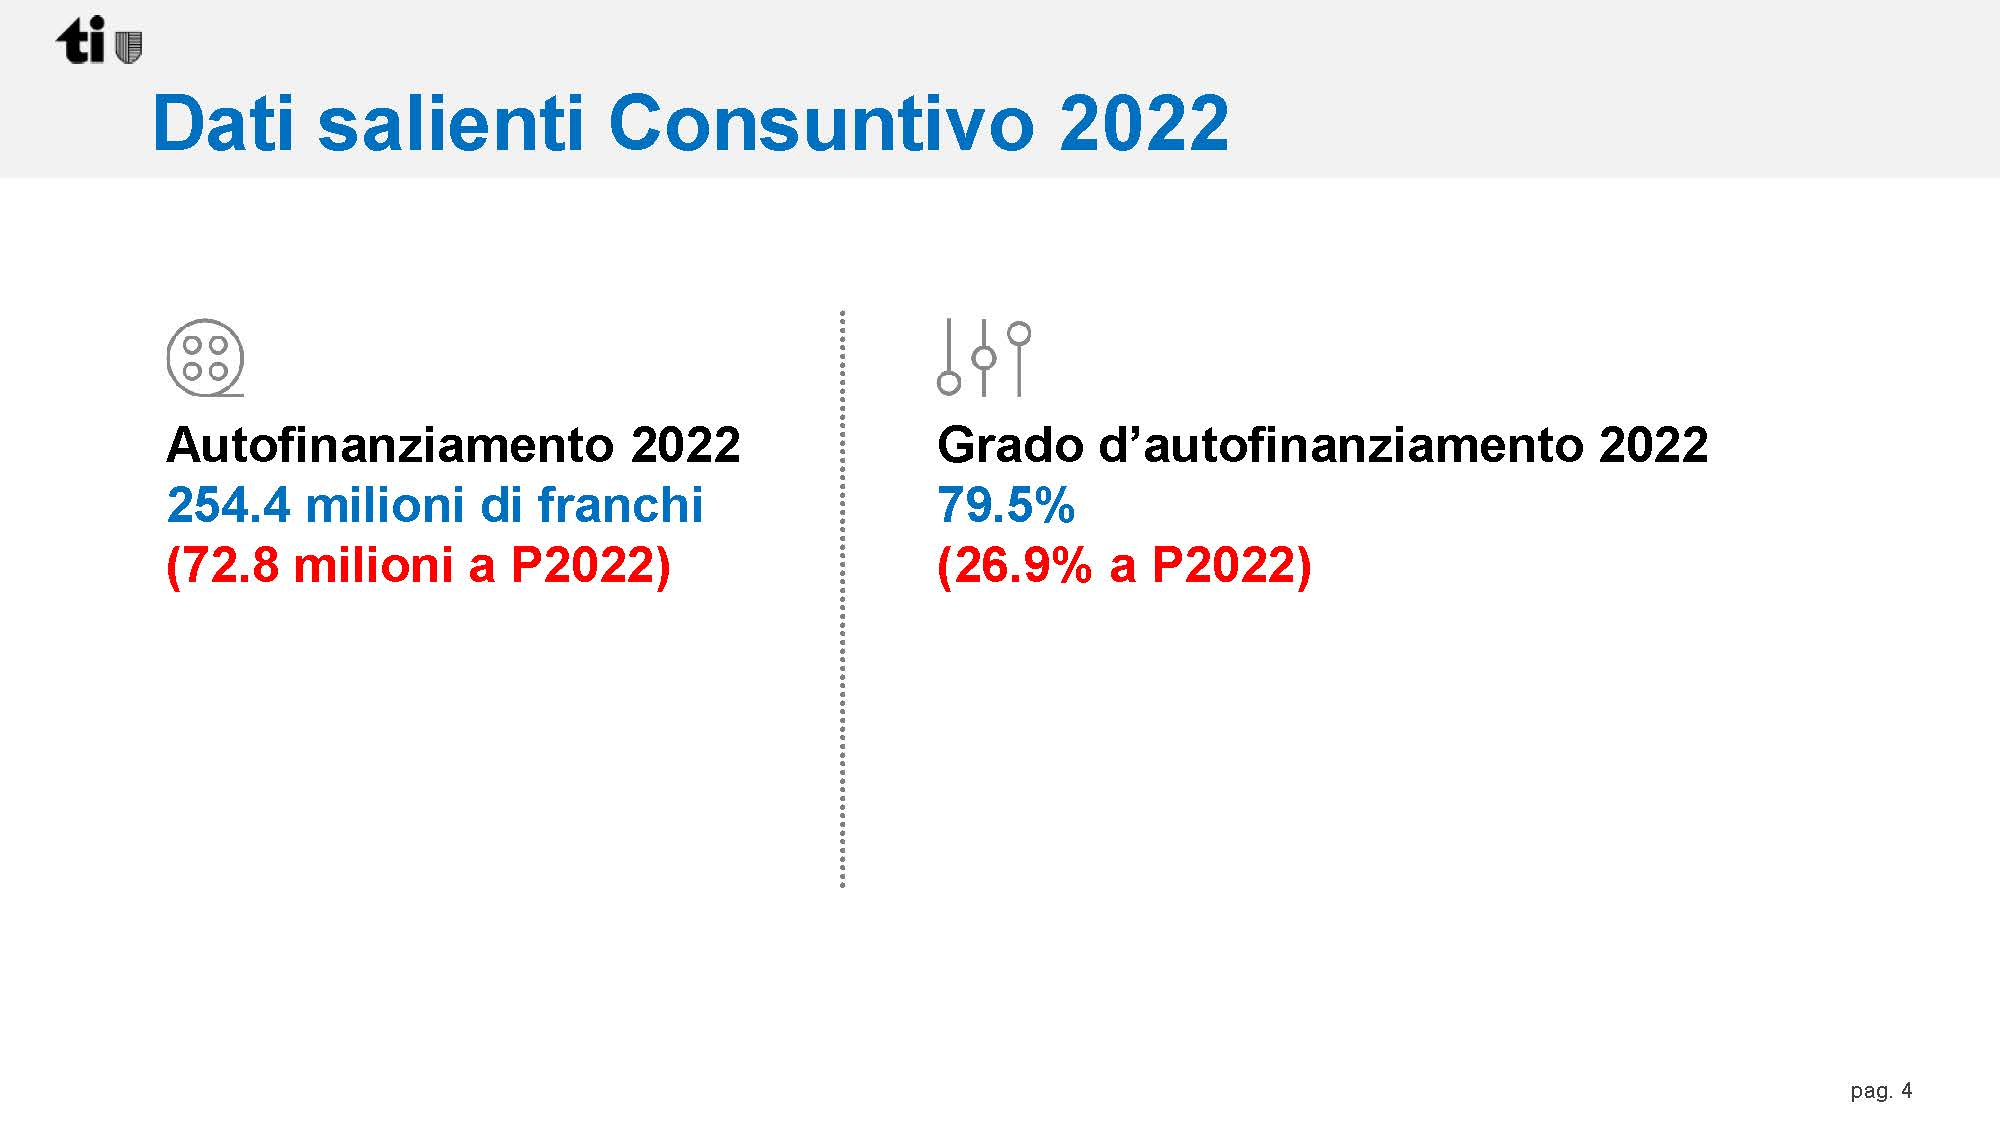 ti
Dati salienti Consuntivo 2022
Autofinanziamento 2022
254.4 milioni di franchi
(72.8 milioni a P2022)
Grado d’autofinanziamento 2022
79.5%
(26.9% a P2022)
pag. 4